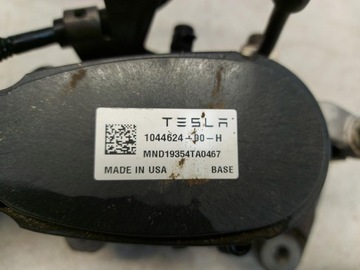 TESLA
1044624-00-H
MND19354TA0467
MADE IN USA BASE